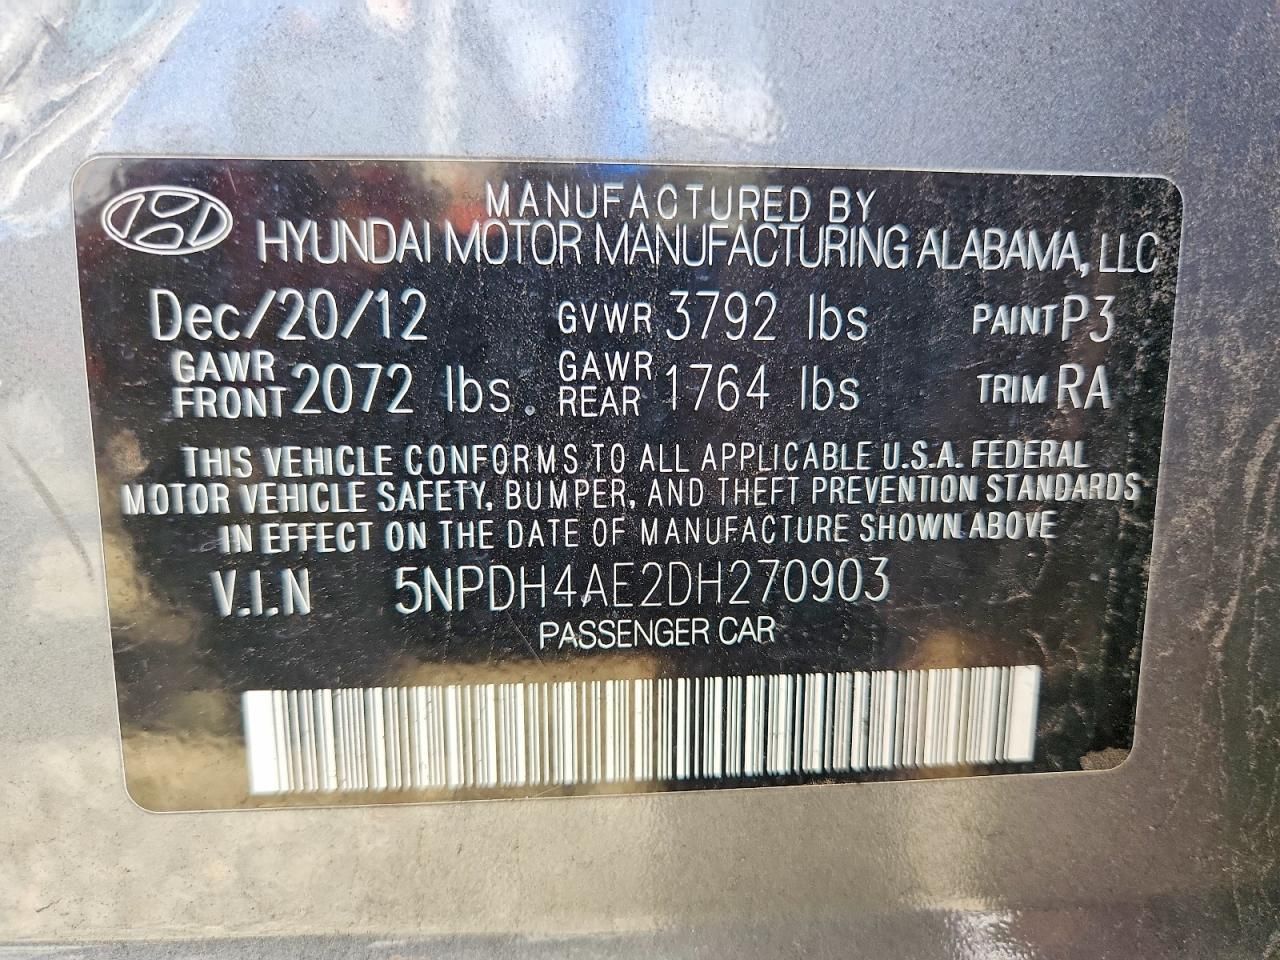 MANUFACTURED BY
HYUNDAI MOTOR MANUFACTURING ALABAMA, LLC
Dec/20/12 GVWR 3792 lbs PAINT P3
GAWR FRONT 2072 lbs GAWR REAR 1764 lbs TRIM RA
THIS VEHICLE CONFORMS TO ALL APPLICABLE U.S.A. FEDERAL
MOTOR VEHICLE SAFETY, BUMPER, AND THEFT PREVENTION STANDARDS
IN EFFECT ON THE DATE OF MANUFACTURE SHOWN ABOVE
V.I.N 5NPDH4AE2DH270903
PASSENGER CAR